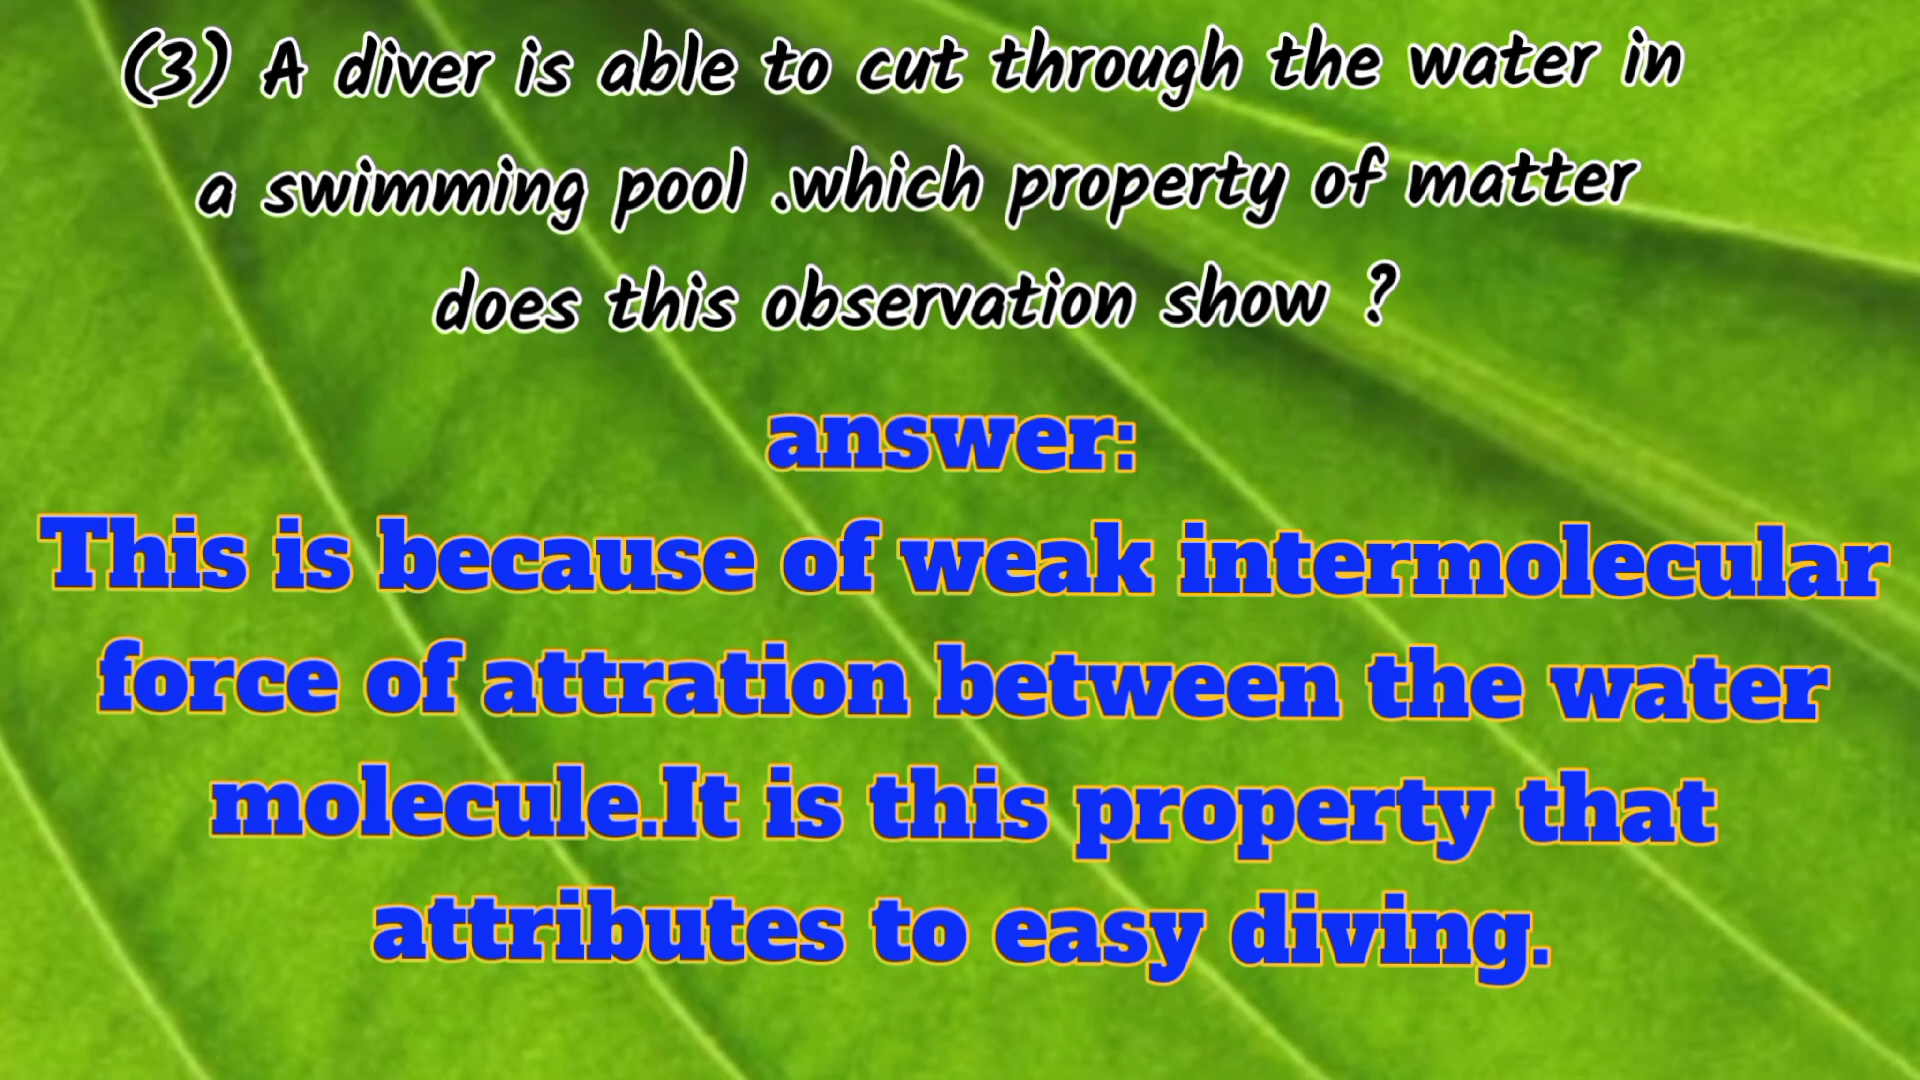 (3) A diver is able to cut through the water in
a swimming pool .which property of matter
does this observation show ?
answer:
This is because of weak intermolecular
force of attration between the water
molecule.It is this property that
attributes to easy diving.